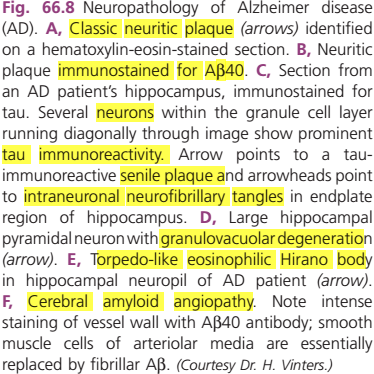 Fig. 66.8 Neuropathology of Alzheimer disease
(AD). A, Classic neuritic plaque (arrows) identified
on a hematoxylin-eosin-stained section. B, Neuritic
plaque immunostained for Aβ40. C, Section from
an AD patient's hippocampus, immunostained for
tau. Several neurons within the granule cell layer
running diagonally through image show prominent
tau immunoreactivity. Arrow points to a tau-
immunoreactive senile plaque and arrowheads point
to intraneuronal neurofibrillary tangles in endplate
region of hippocampus. D, Large hippocampal
pyramidal neuron with granulovacuolar degeneration
(arrow). E, Torpedo-like eosinophilic Hirano body
in hippocampal neuropil of AD patient (arrow).
F, Cerebral amyloid angiopathy. Note intense
staining of vessel wall with Aβ40 antibody; smooth
muscle cells of arteriolar media are essentially
replaced by fibrillar Aβ. (Courtesy Dr. H. Vinters.)